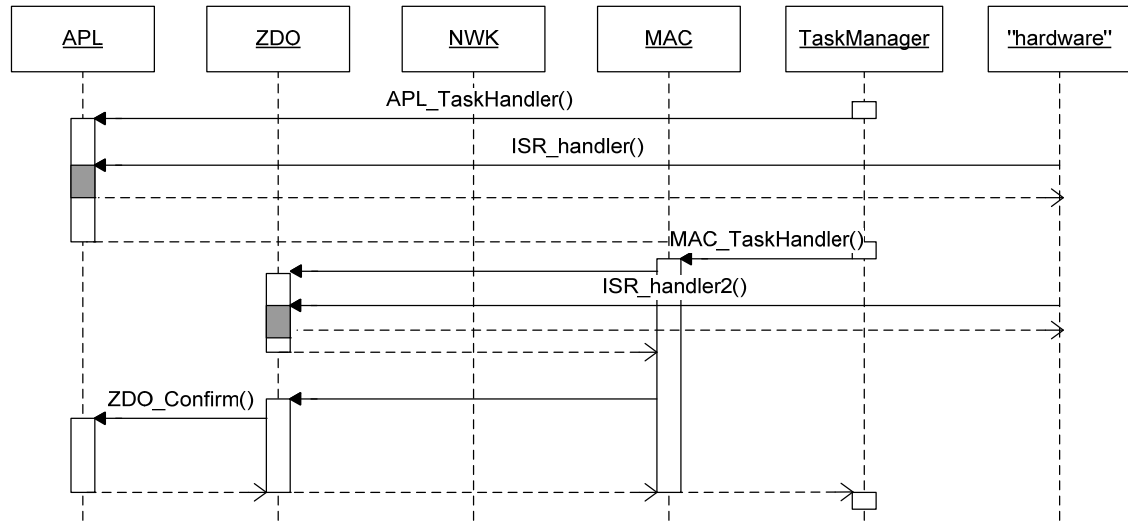 APL
ZDO
NWK
MAC
TaskManager
"hardware"
APL_TaskHandler()
ISR_handler()
MAC_TaskHandler()
ISR_handler2()
ZDO_Confirm()